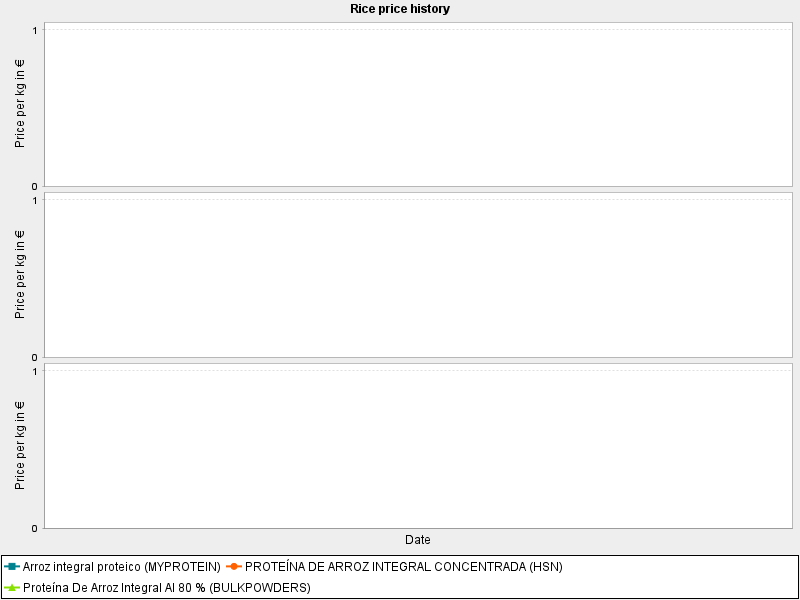 Rice price history
1
Price per kg in €
0
1
Price per kg in €
0
1
Price per kg in €
0
Date
Arroz integral proteico (MYPROTEIN) PROTEÍNA DE ARROZ INTEGRAL CONCENTRADA (HSN)
Proteína De Arroz Integral Al 80 % (BULKPOWDERS)